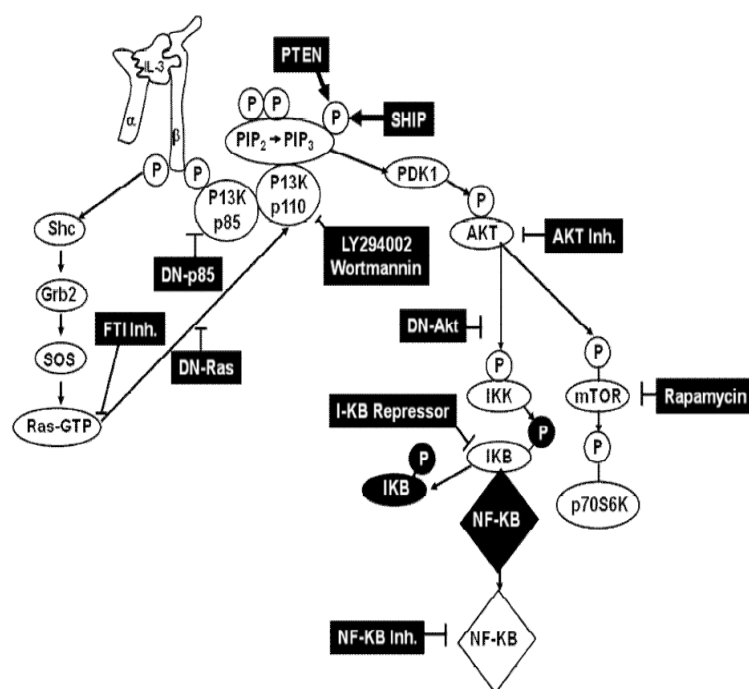 PTEN
IL-3
P P P
SHIP
α
β
PIP2 → PIP3
P P
P13K
p110
PDK1
P
P13K
p85
Shc
AKT
AKT Inh.
LY294002
Wortmannin
DN-p85
Grb2
FTI Inh.
DN-Akt
SOS
DN-Ras
P
P
IKK
mTOR
Rapamycin
I-KB Repressor
Ras-GTP
P
P
IKB
P
IKB
p70S6K
NF-KB
NF-KB Inh.
NF-KB